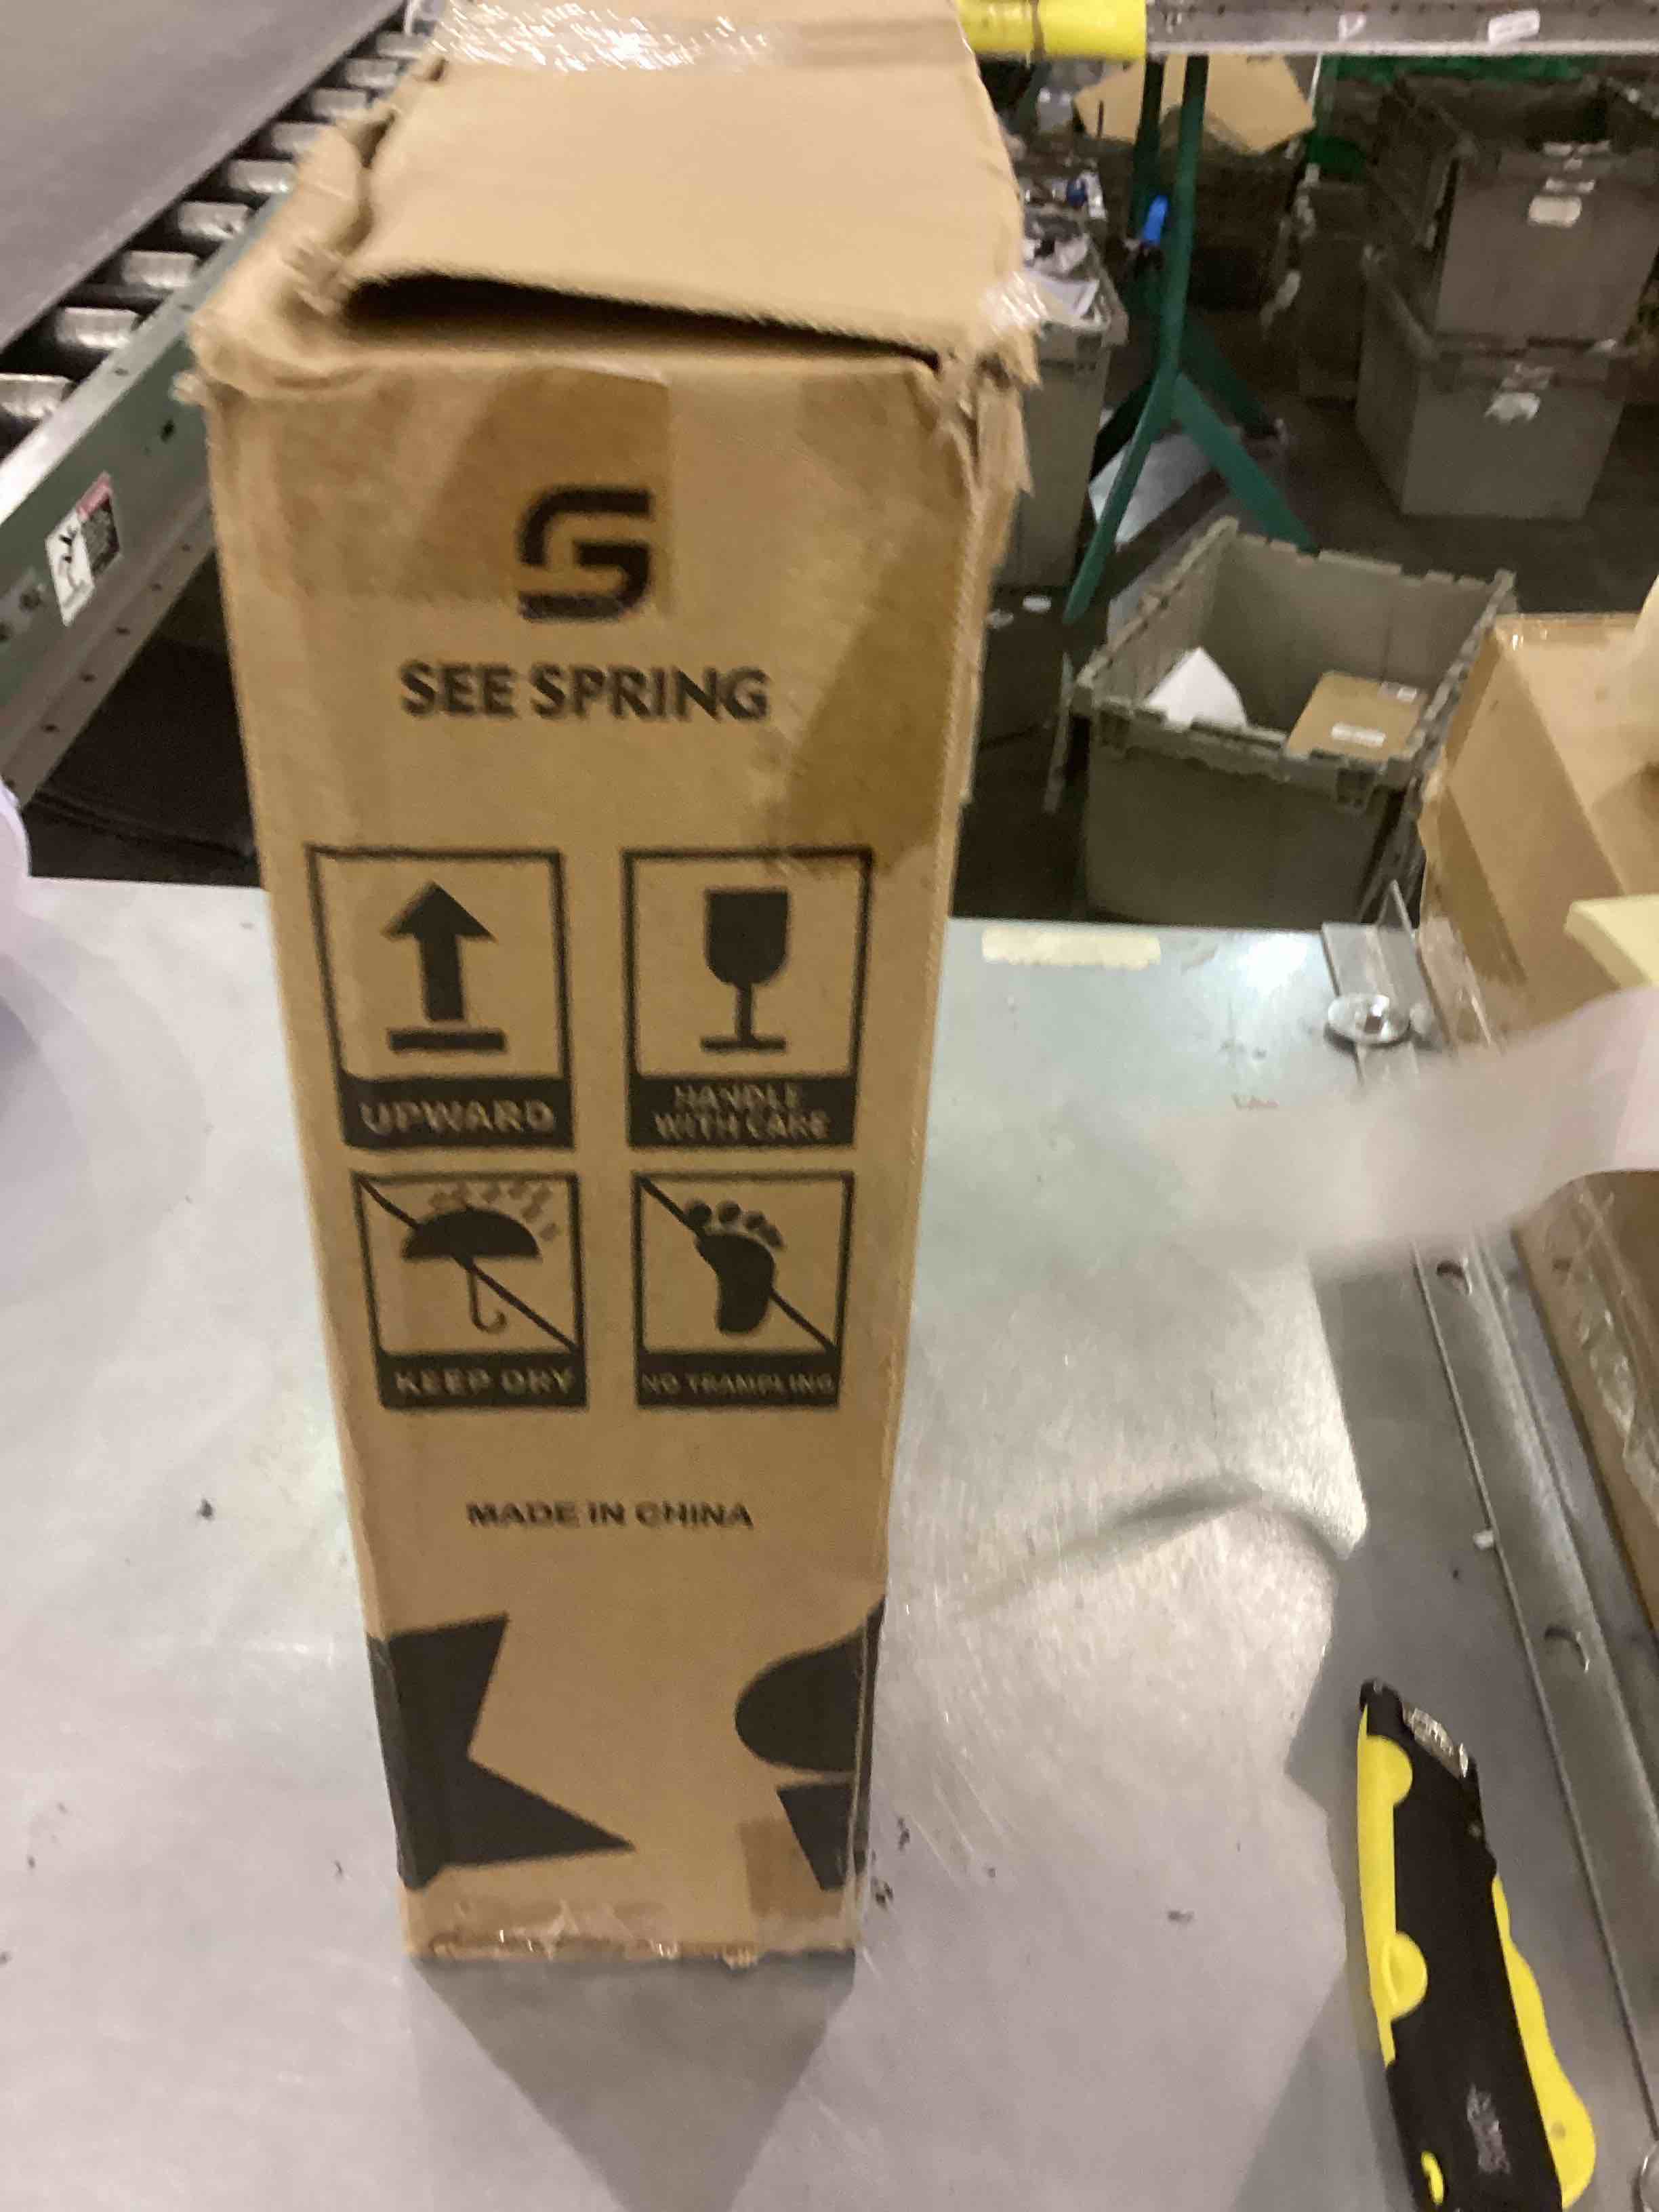 SEE SPRING
UPWARD
HANDLE
WITH CARE
KEEP DRY
NO TRAMPLING
MADE IN CHINA